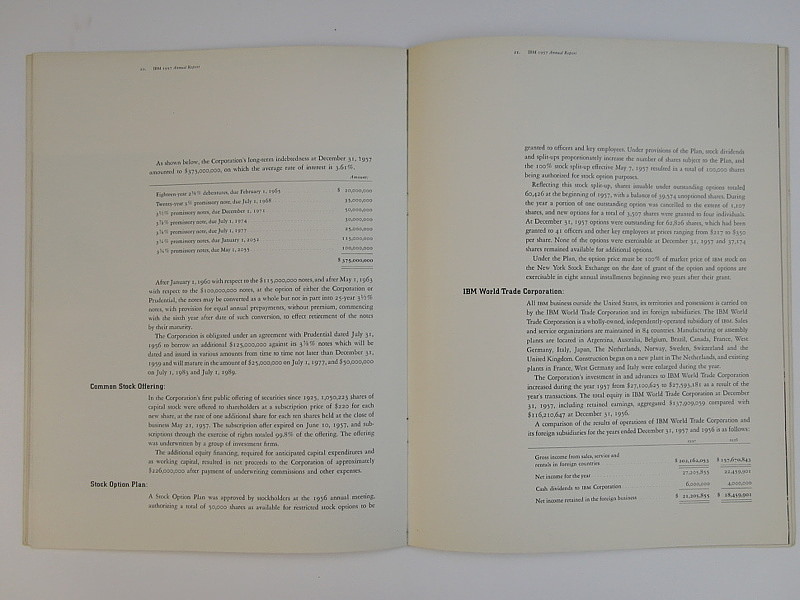 IBM 1957 Annual Report
As shown below, the Corporation's long-term indebtedness at December 31, 1957
amounted to $375,000,000, on which the average rate of interest is 3.61%.
Amount:
Eighteen-year 2½% debentures, due February 1, 1965 $ 20,000,000
Twenty-year 3% promissory note, due July 1, 1968 35,000,000
3½% promissory notes, due December 1, 1971 50,000,000
promissory note, due July 1, 1974 30,000,000
promissory note, due July 1, 1977 25,000,000
promissory notes, due January 1, 2052 115,000,000
promissory notes, due May 1, 2055 100,000,000
$ 375,000,000
After January 1, 1960 with respect to the $115,000,000 notes, and after May 1, 1963
with respect to the $100,000,000 notes, at the option of either the Corporation or
Prudential, the notes may be converted as a whole but not in part into 25-year 3½%
notes, with provision for equal annual prepayments, without premium, commencing
with the sixth year after date of such conversion, to effect retirement of the notes
by their maturity.
The Corporation is obligated under an agreement with Prudential dated July 31,
1956 to borrow an additional $125,000,000 against its 3⅞% notes which will be
dated and issued in various amounts from time to time not later than December 31,
1959 and will mature in the amount of $25,000,000 on July 1, 1977, and $50,000,000
on July 1, 1985 and July 1, 1989.
Common Stock Offering:
In the Corporation's first public offering of securities since 1925, 1,050,223 shares of
capital stock were offered to shareholders at a subscription price of $220 for each
new share, at the rate of one additional share for each ten shares held at the close of
business May 21, 1957. The subscription offer expired on June 10, 1957, and sub-
scriptions through the exercise of rights totaled 99.8% of the offering. The offering
was underwritten by a group of investment firms.
The additional equity financing, required for anticipated capital expenditures and
as working capital, resulted in net proceeds to the Corporation of approximately
$226,000,000 after payment of underwriting commissions and other expenses.
Stock Option Plan:
A Stock Option Plan was approved by stockholders at the 1956 annual meeting,
authorizing a total of 50,000 shares as available for restricted stock options to be
21. IBM 1957 Annual Report
granted to officers and key employees. Under provisions of the Plan, stock dividends
and split-ups proportionately increase the number of shares subject to the Plan, and
the 100% stock split-up effective May 7, 1957 resulted in a total of 100,000 shares
being authorized for stock option purposes.
Reflecting this stock split-up, shares issuable under outstanding options totaled
60,426 at the beginning of 1957, with a balance of 39,574 unoptioned shares. During
the year a portion of one outstanding option was cancelled to the extent of 1,107
shares, and new options for a total of 3,507 shares were granted to four individuals.
At December 31, 1957 options were outstanding for 62,826 shares, which had been
granted to 41 officers and other key employees at prices ranging from $217 to $350
per share. None of the options were exercisable at December 31, 1957 and 37,174
shares remained available for additional options.
Under the Plan, the option price must be 100% of market price of IBM stock on
the New York Stock Exchange on the date of grant of the option and options are
exercisable in eight annual installments beginning two years after their grant.
IBM World Trade Corporation:
All IBM business outside the United States, its territories and possessions is carried on
by the IBM World Trade Corporation and its foreign subsidiaries. The IBM World
Trade Corporation is a wholly-owned, independently-operated subsidiary of IBM. Sales
and service organizations are maintained in 84 countries. Manufacturing or assembly
plants are located in Argentina, Australia, Belgium, Brazil, Canada, France, West
Germany, Italy, Japan, The Netherlands, Norway, Sweden, Switzerland and the
United Kingdom. Construction began on a new plant in The Netherlands, and existing
plants in France, West Germany and Italy were enlarged during the year.
The Corporation's investment in and advances to IBM World Trade Corporation
increased during the year 1957 from $27,100,625 to $27,593,181 as a result of the
year's transactions. The total equity in IBM World Trade Corporation at December
31, 1957, including retained earnings, aggregated $137,909,059 compared with
$116,210,647 at December 31, 1956.
A comparison of the results of operations of IBM World Trade Corporation and
its foreign subsidiaries for the years ended December 31, 1957 and 1956 is as follows:
1957 1956
Gross income from sales, service and
rentals in foreign countries $ 202,162,053 $ 157,670,843
Net income for the year 27,205,855 22,459,901
Cash dividends to IBM Corporation 6,000,000 4,000,000
Net income retained in the foreign business $ 21,205,855 $ 18,459,901